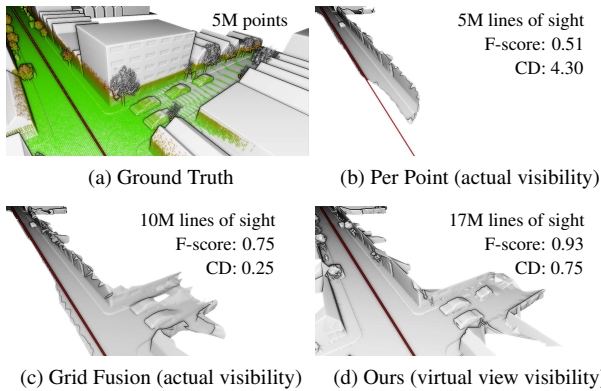 5M points
5M lines of sight
F-score: 0.51
CD: 4.30
(a) Ground Truth
(b) Per Point (actual visibility)
10M lines of sight
F-score: 0.75
CD: 0.25
17M lines of sight
F-score: 0.93
CD: 0.75
(c) Grid Fusion (actual visibility)
(d) Ours (virtual view visibility)